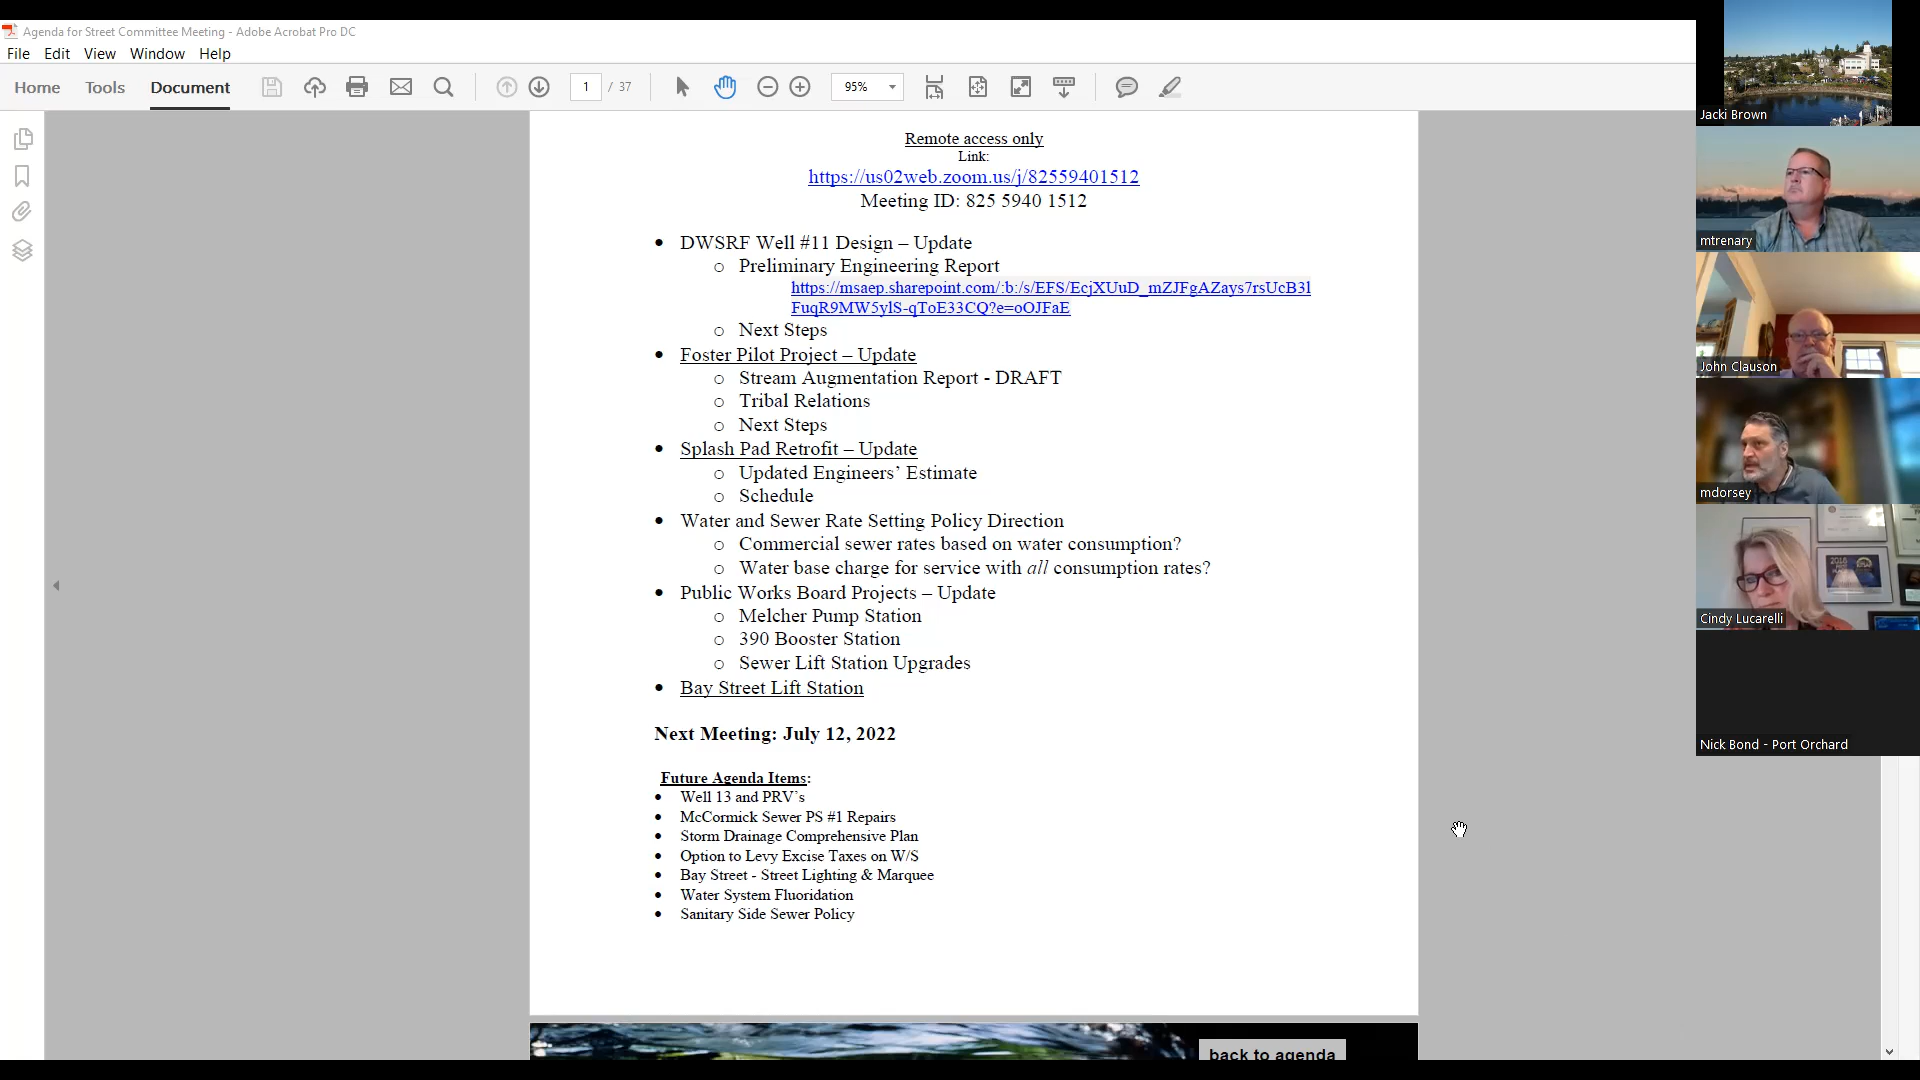 Agenda for Street Committee Meeting - Adobe Acrobat Pro DC
File Edit View Window Help
Home Tools Document 1 / 37 95%
Remote access only
Link:
https://us02web.zoom.us/j/82559401512
Meeting ID: 825 5940 1512
• DWSRF Well #11 Design – Update
o Preliminary Engineering Report
https://msaep.sharepoint.com/:b:/s/EFS/EcjXUuD_mZJFgAZays7rsUcB3l
FuqR9MW5ylS-qToE33CQ?e=oOJFaE
o Next Steps
• Foster Pilot Project – Update
o Stream Augmentation Report - DRAFT
o Tribal Relations
o Next Steps
• Splash Pad Retrofit – Update
o Updated Engineers’ Estimate
o Schedule
• Water and Sewer Rate Setting Policy Direction
o Commercial sewer rates based on water consumption?
o Water base charge for service with all consumption rates?
• Public Works Board Projects – Update
o Melcher Pump Station
o 390 Booster Station
o Sewer Lift Station Upgrades
• Bay Street Lift Station
Next Meeting: July 12, 2022
Future Agenda Items:
• Well 13 and PRV’s
• McCormick Sewer PS #1 Repairs
• Storm Drainage Comprehensive Plan
• Option to Levy Excise Taxes on W/S
• Bay Street - Street Lighting & Marquee
• Water System Fluoridation
• Sanitary Side Sewer Policy
back to agenda
Jacki Brown
mtrenary
John Clauson
mdorsey
2016
Cindy Lucarelli
Nick Bond - Port Orchard